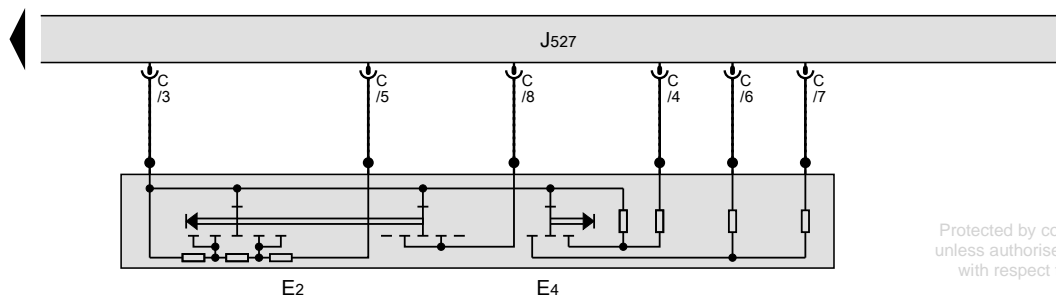 J527
C
/3
C
/5
C
/8
C
/4
C
/6
C
/7
Protected by co
unless authorise
with respect
E2
E4